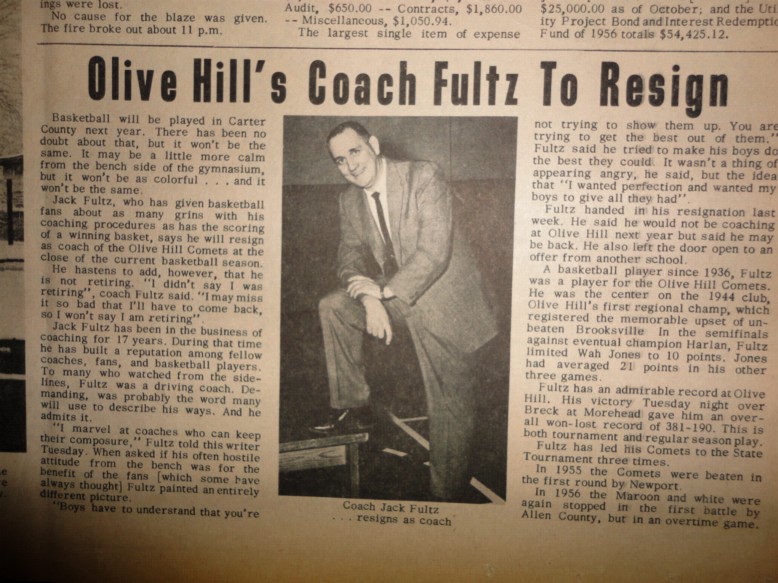 ings were lost.
No cause for the blaze was given.
The fire broke out about 11 p.m.
Audit, $650.00 -- Contracts, $1,860.00
-- Miscellaneous, $1,050.94.
The largest single item of expense
$25,000.00 as of October; and the Uti
ity Project Bond and Interest Redemptio
Fund of 1956 totals $54,425.12.
Olive Hill's Coach Fultz To Resign
Basketball will be played in Carter
County next year. There has been no
doubt about that, but it won't be the
same. It may be a little more calm
from the bench side of the gymnasium,
but it won't be as colorful . . . and it
won't be the same.
Jack Fultz, who has given basketball
fans about as many grins with his
coaching procedures as has the scoring
of a winning basket, says he will resign
as coach of the Olive Hill Comets at the
close of the current basketball season.
He hastens to add, however, that he
is not retiring. "I didn't say I was
retiring", coach Fultz said. "I may miss
it so bad that I'll have to come back,
so I won't say I am retiring".
Jack Fultz has been in the business of
coaching for 17 years. During that time
he has built a reputation among fellow
coaches, fans, and basketball players.
To many who watched from the side-
lines, Fultz was a driving coach. De-
manding, was probably the word many
will use to describe his ways. And he
admits it.
"I marvel at coaches who can keep
their composure," Fultz told this writer
Tuesday. When asked if his often hostile
attitude from the bench was for the
benefit of the fans [which some have
always thought] Fultz painted an entirely
different picture.
"Boys have to understand that you're
Coach Jack Fultz
. . . resigns as coach
not trying to show them up. You are
trying to get the best out of them."
Fultz said he tried to make his boys do
the best they could. It wasn't a thing of
appearing angry, he said, but the idea
that "I wanted perfection and wanted my
boys to give all they had".
Fultz handed in his resignation last
week. He said he would not be coaching
at Olive Hill next year but said he may
be back. He also left the door open to an
offer from another school.
A basketball player since 1936, Fultz
was a player for the Olive Hill Comets.
He was the center on the 1944 club,
Olive Hill's first regional champ, which
registered the memorable upset of un-
beaten Brooksville In the semifinals
against eventual champion Harlan, Fultz
limited Wah Jones to 10 points. Jones
had averaged 21 points in his other
three games.
Fultz has an admirable record at Olive
Hill. His victory Tuesday night over
Breck at Morehead gave him an over-
all won-lost record of 381-190. This is
both tournament and regular season play.
Fultz has led his Comets to the State
Tournament three times.
In 1955 the Comets were beaten in
the first round by Newport.
In 1956 the Maroon and white were
again stopped in the first battle by
Allen County, but in an overtime game.